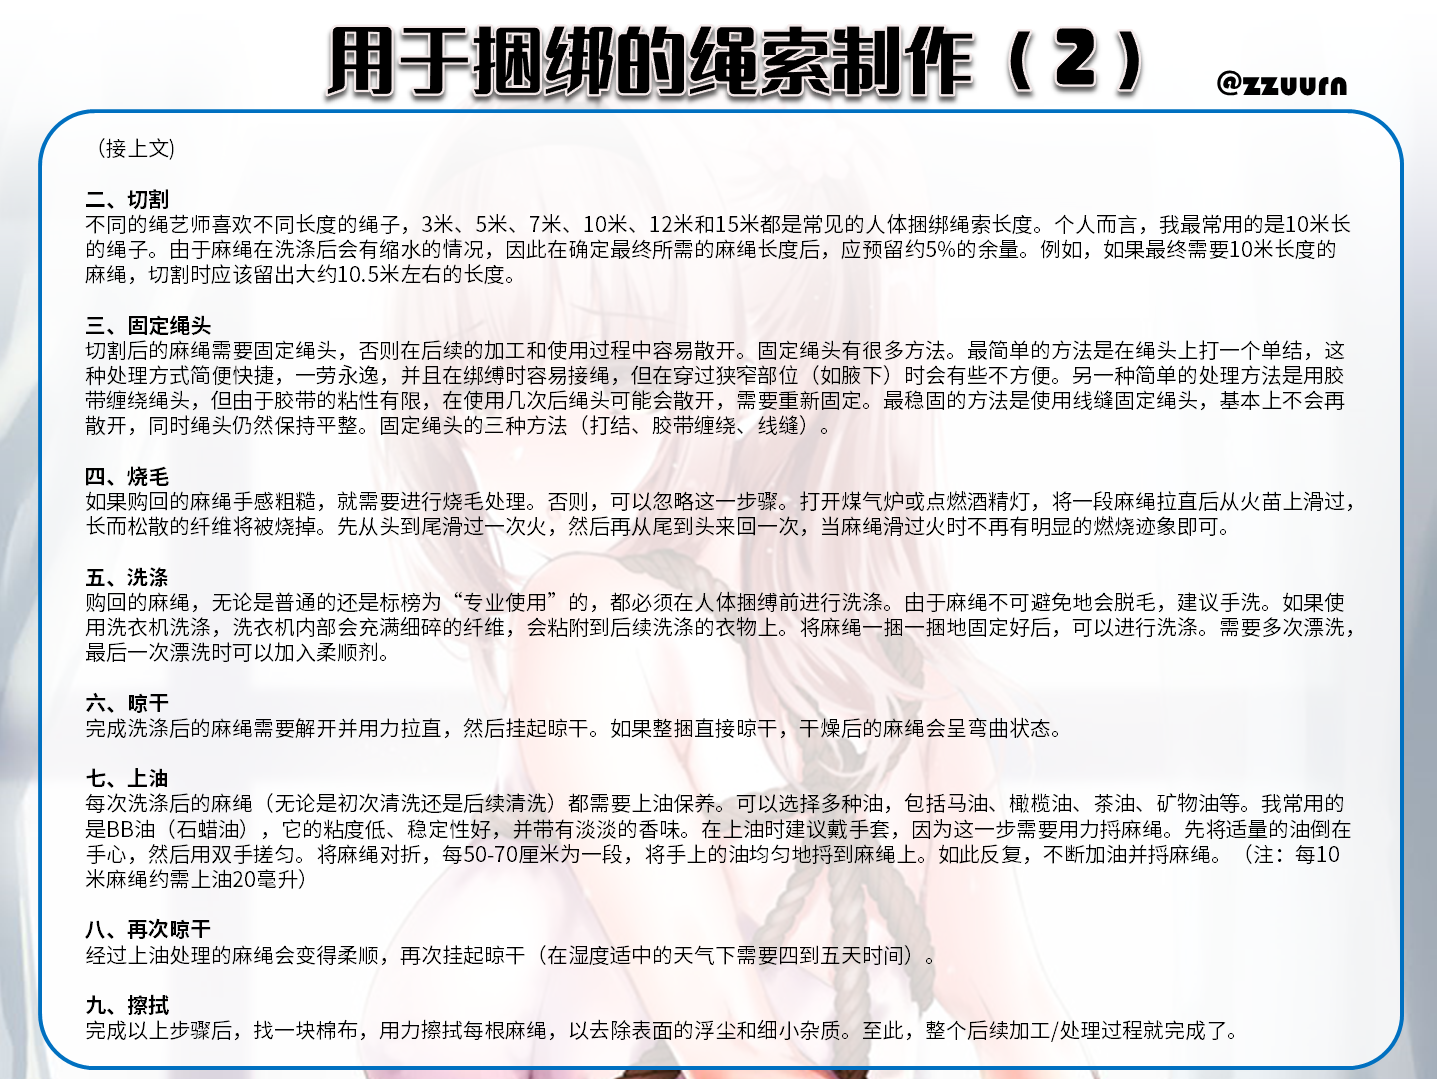 用于捆绑的绳索制作（2）
@zzuurn
（接上文)
二、切割
不同的绳艺师喜欢不同长度的绳子，3米、5米、7米、10米、12米和15米都是常见的人体捆绑绳索长度。个人而言，我最常用的是10米长
的绳子。由于麻绳在洗涤后会有缩水的情况，因此在确定最终所需的麻绳长度后，应预留约5%的余量。例如，如果最终需要10米长度的
麻绳，切割时应该留出大约10.5米左右的长度。
三、固定绳头
切割后的麻绳需要固定绳头，否则在后续的加工和使用过程中容易散开。固定绳头有很多方法。最简单的方法是在绳头上打一个单结，这
种处理方式简便快捷，一劳永逸，并且在绑缚时容易接绳，但在穿过狭窄部位（如腋下）时会有些不方便。另一种简单的处理方法是用胶
带缠绕绳头，但由于胶带的粘性有限，在使用几次后绳头可能会散开，需要重新固定。最稳固的方法是使用线缝固定绳头，基本上不会再
散开，同时绳头仍然保持平整。固定绳头的三种方法（打结、胶带缠绕、线缝）。
四、烧毛
如果购回的麻绳手感粗糙，就需要进行烧毛处理。否则，可以忽略这一步骤。打开煤气炉或点燃酒精灯，将一段麻绳拉直后从火苗上滑过，
长而松散的纤维将被烧掉。先从头到尾滑过一次火，然后再从尾到头来回一次，当麻绳滑过火时不再有明显的燃烧迹象即可。
五、洗涤
购回的麻绳，无论是普通的还是标榜为“专业使用”的，都必须在人体捆缚前进行洗涤。由于麻绳不可避免地会脱毛，建议手洗。如果使
用洗衣机洗涤，洗衣机内部会充满细碎的纤维，会粘附到后续洗涤的衣物上。将麻绳一捆一捆地固定好后，可以进行洗涤。需要多次漂洗，
最后一次漂洗时可以加入柔顺剂。
六、晾干
完成洗涤后的麻绳需要解开并用力拉直，然后挂起晾干。如果整捆直接晾干，干燥后的麻绳会呈弯曲状态。
七、上油
每次洗涤后的麻绳（无论是初次清洗还是后续清洗）都需要上油保养。可以选择多种油，包括马油、橄榄油、茶油、矿物油等。我常用的
是BB油（石蜡油），它的粘度低、稳定性好，并带有淡淡的香味。在上油时建议戴手套，因为这一步需要用力捋麻绳。先将适量的油倒在
手心，然后用双手搓匀。将麻绳对折，每50-70厘米为一段，将手上的油均匀地捋到麻绳上。如此反复，不断加油并捋麻绳。（注：每10
米麻绳约需上油20毫升）
八、再次晾干
经过上油处理的麻绳会变得柔顺，再次挂起晾干（在湿度适中的天气下需要四到五天时间）。
九、擦拭
完成以上步骤后，找一块棉布，用力擦拭每根麻绳，以去除表面的浮尘和细小杂质。至此，整个后续加工/处理过程就完成了。